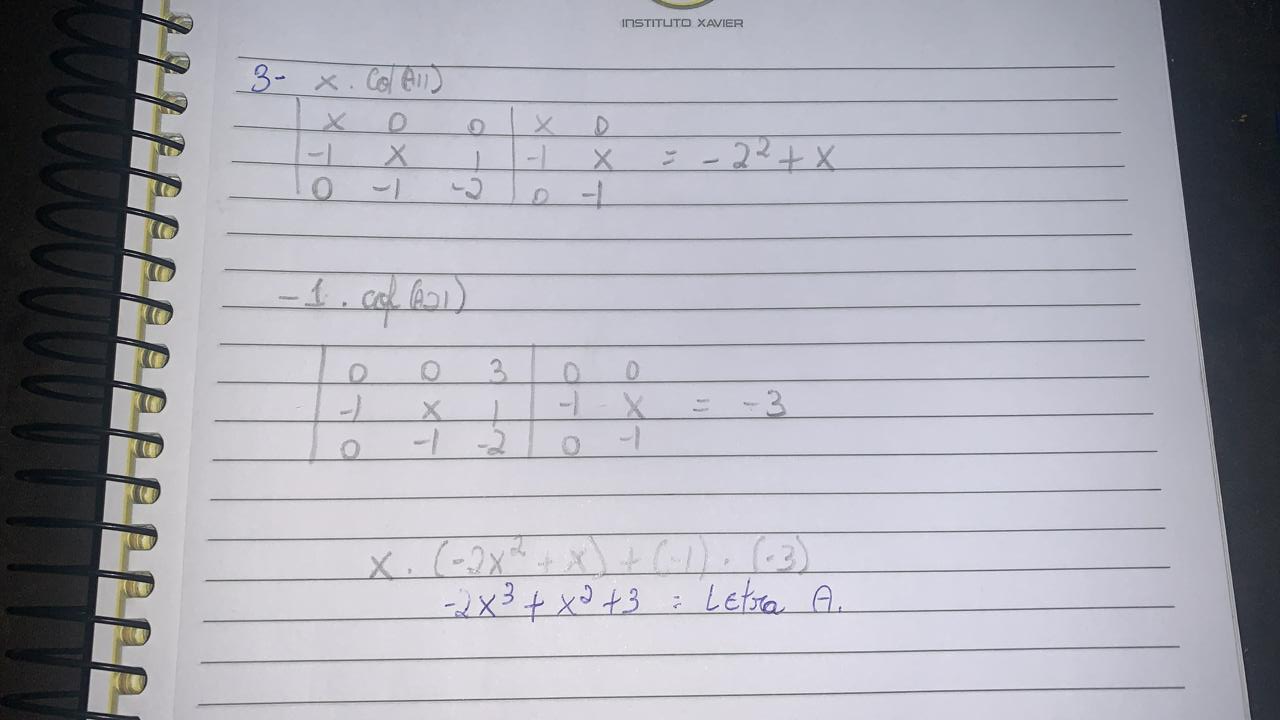 INSTITUTO XAVIER
3- x . Cof(A11)
x 0 0 x 0
-1 x 1 -1 x = - 2² + x
0 -1 -2 0 -1
-1 . cof (A21)
0 0 3 0 0
-1 x 1 -1 x = -3
0 -1 -2 0 -1
x . (-2x² + x) + (-1) . (-3)
-2x³ + x² + 3 = Letra A.